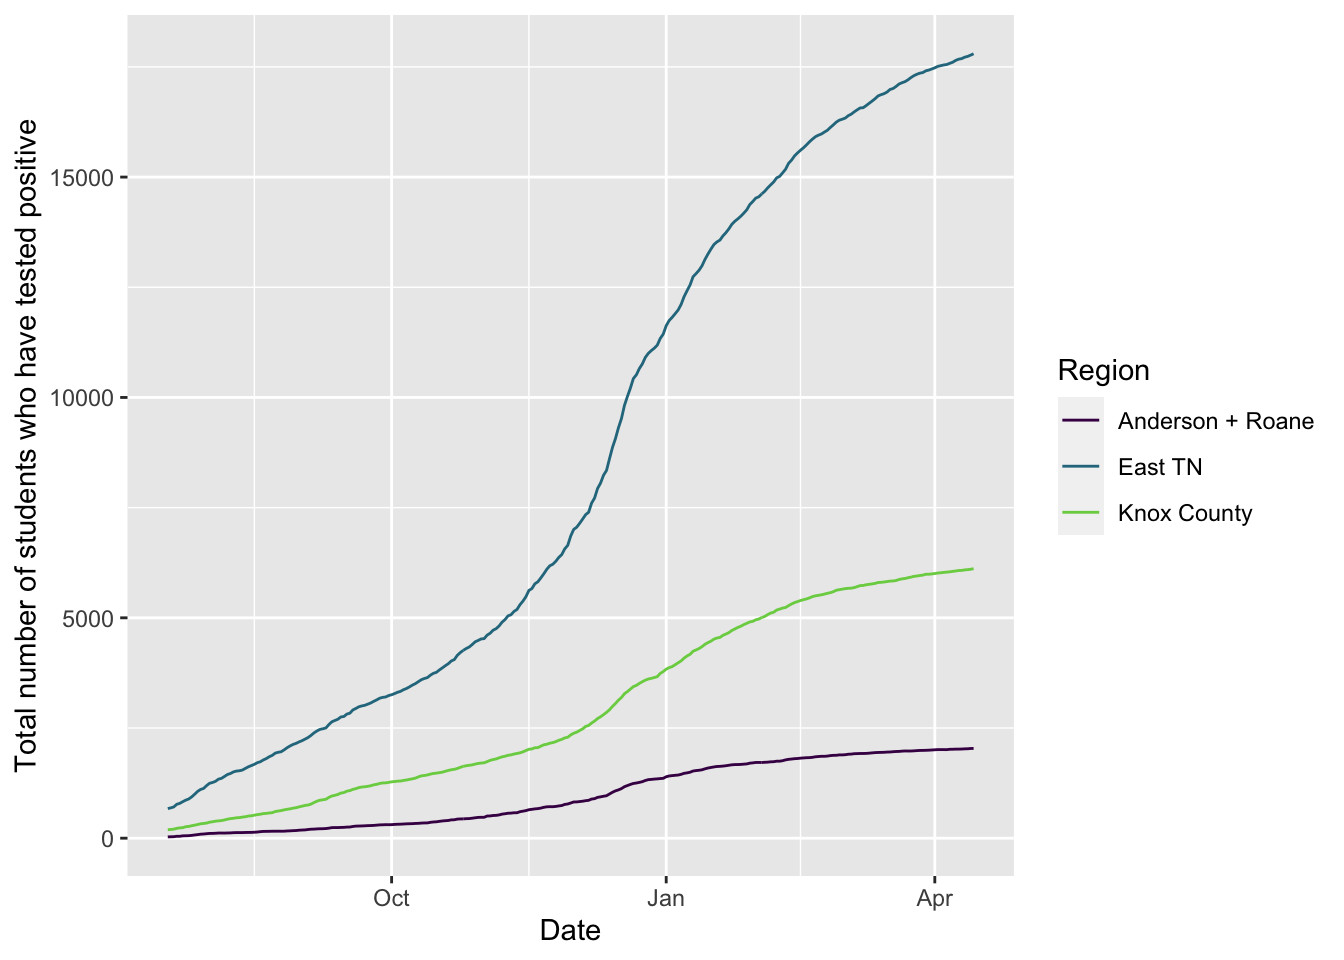 Total number of students who have tested positive
15000
10000
5000
0
Oct
Jan
Apr
Date
Region
Anderson + Roane
East TN
Knox County